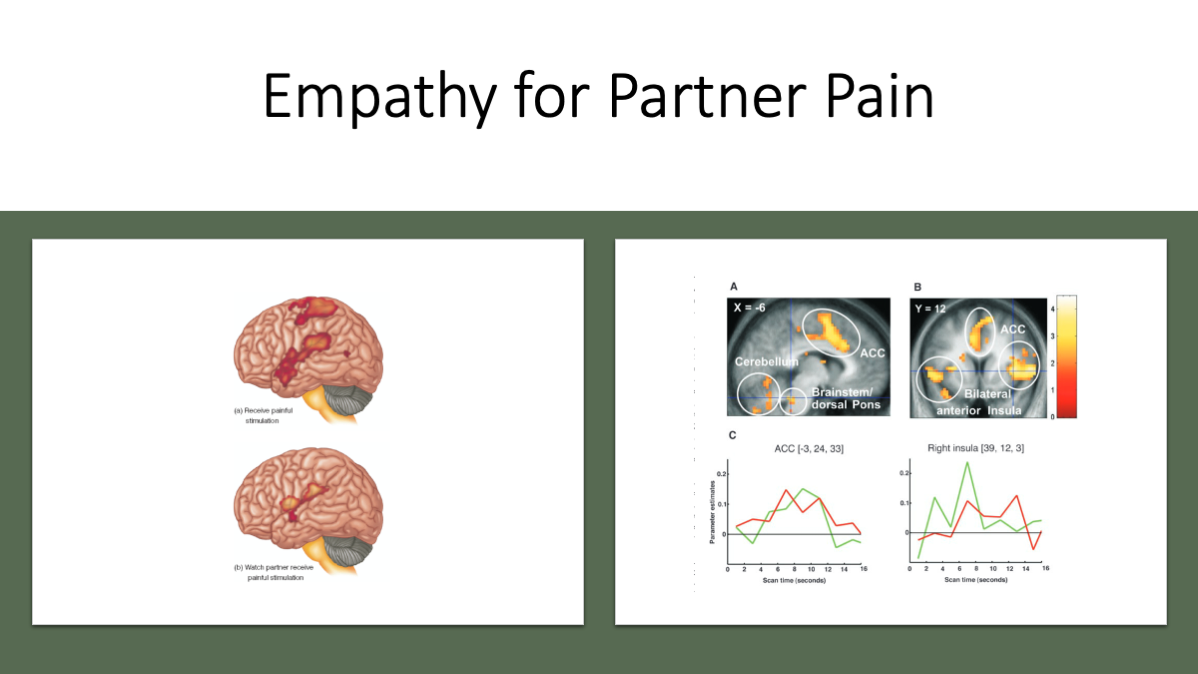 Empathy for Partner Pain
(a) Receive painful
stimulation
(b) Watch partner receive
painful stimulation
A
X = -6
ACC
Cerebellum
Brainstem/
dorsal Pons
B
Y = 12
ACC
Bilateral
anterior Insula
4
3
2
1
0
C
ACC [-3, 24, 33]
Parameter estimates
0.2
0.1
0
0 2 4 6 8 10 12 14 16
Scan time (seconds)
Right insula [39, 12, 3]
0.2
0.1
0
0 2 4 6 8 10 12 14 16
Scan time (seconds)